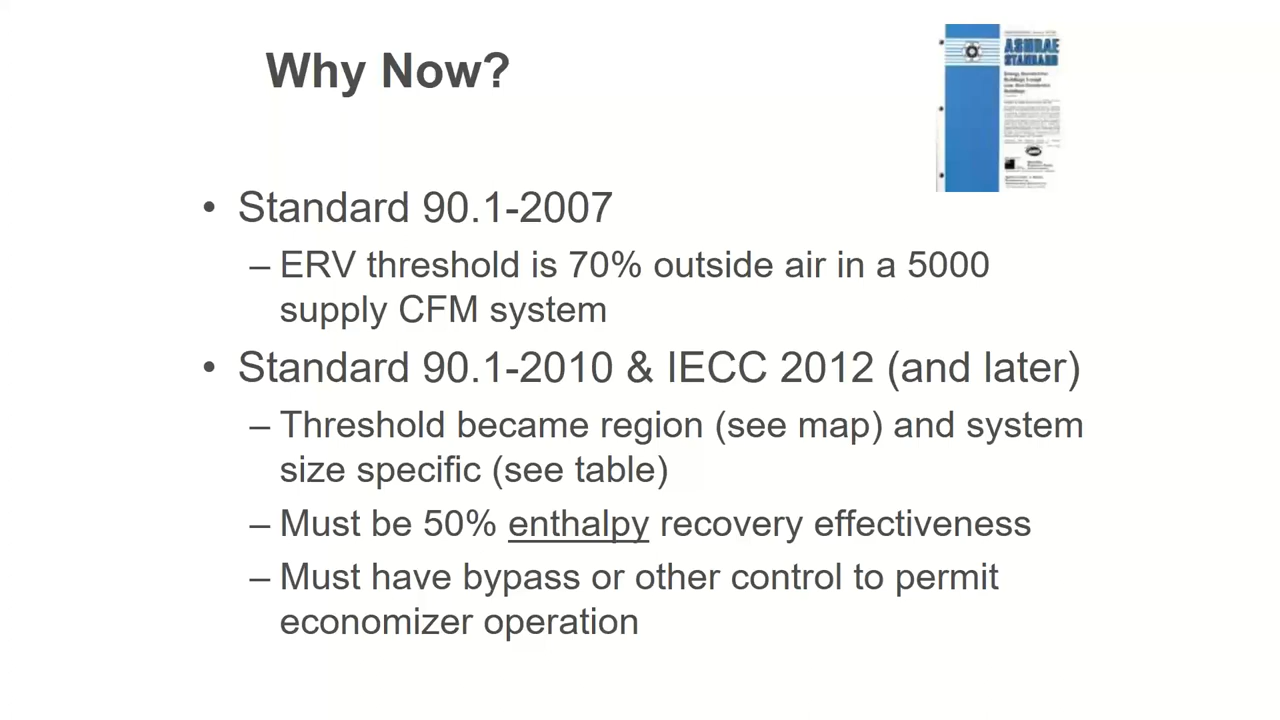 Why Now?
ASHRAE
STANDARD
• Standard 90.1-2007
– ERV threshold is 70% outside air in a 5000
supply CFM system
• Standard 90.1-2010 & IECC 2012 (and later)
– Threshold became region (see map) and system
size specific (see table)
– Must be 50% enthalpy recovery effectiveness
– Must have bypass or other control to permit
economizer operation